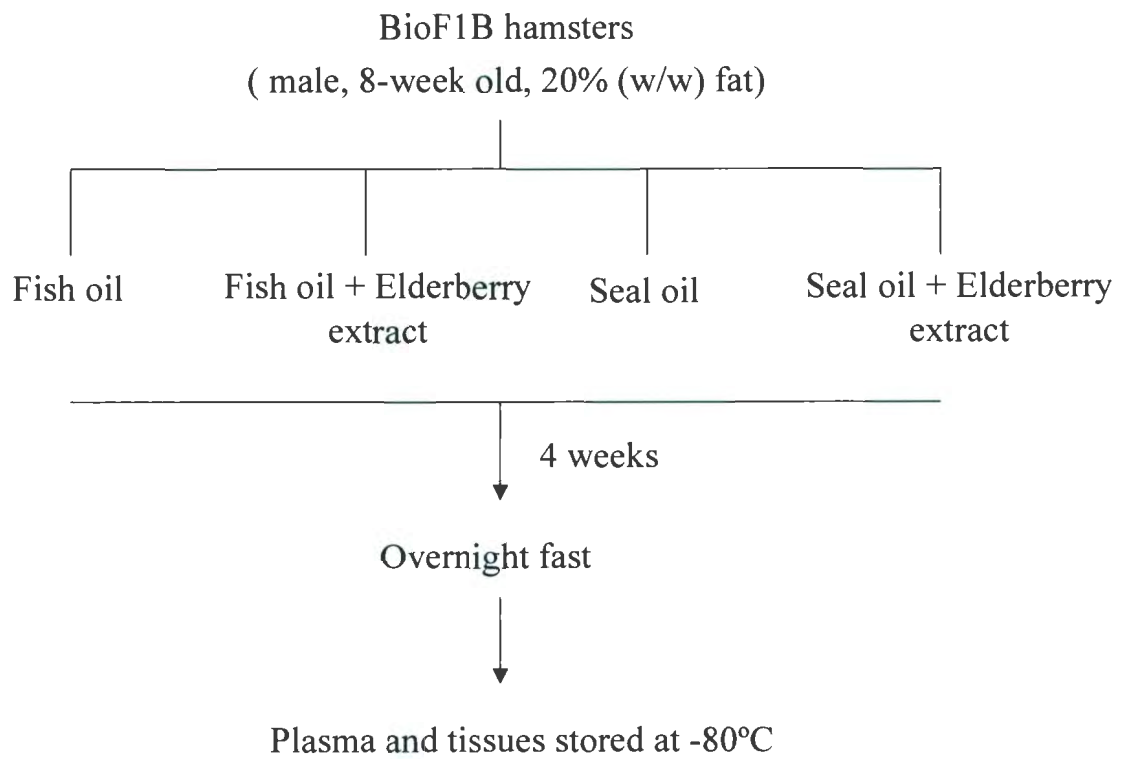 BioF1B hamsters
( male, 8-week old, 20% (w/w) fat)
Fish oil
Fish oil + Elderberry
extract
Seal oil
Seal oil + Elderberry
extract
4 weeks
Overnight fast
Plasma and tissues stored at -80ºC